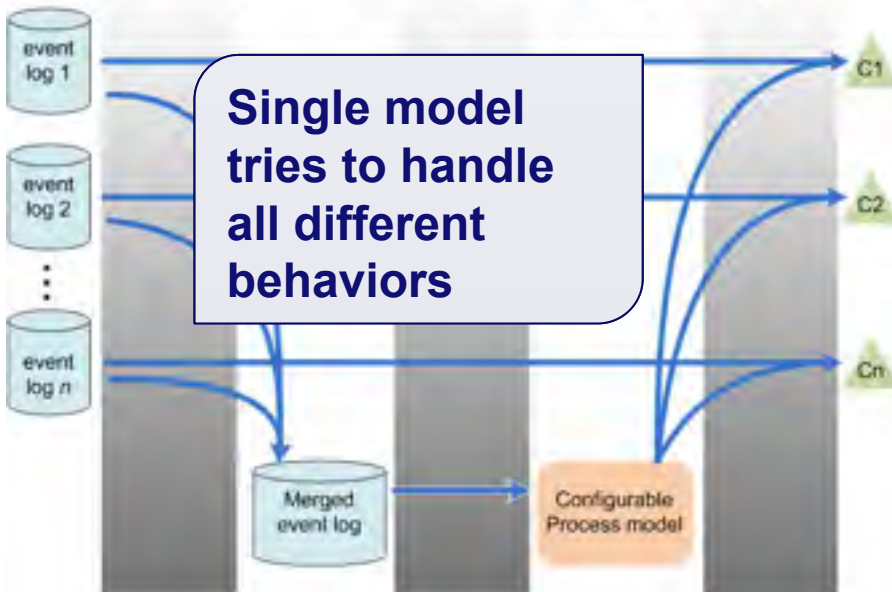 event
log 1
C1
Single model
tries to handle
all different
behaviors
event
log 2
C2
event
log n
Cn
Merged
event log
Configurable
Process model